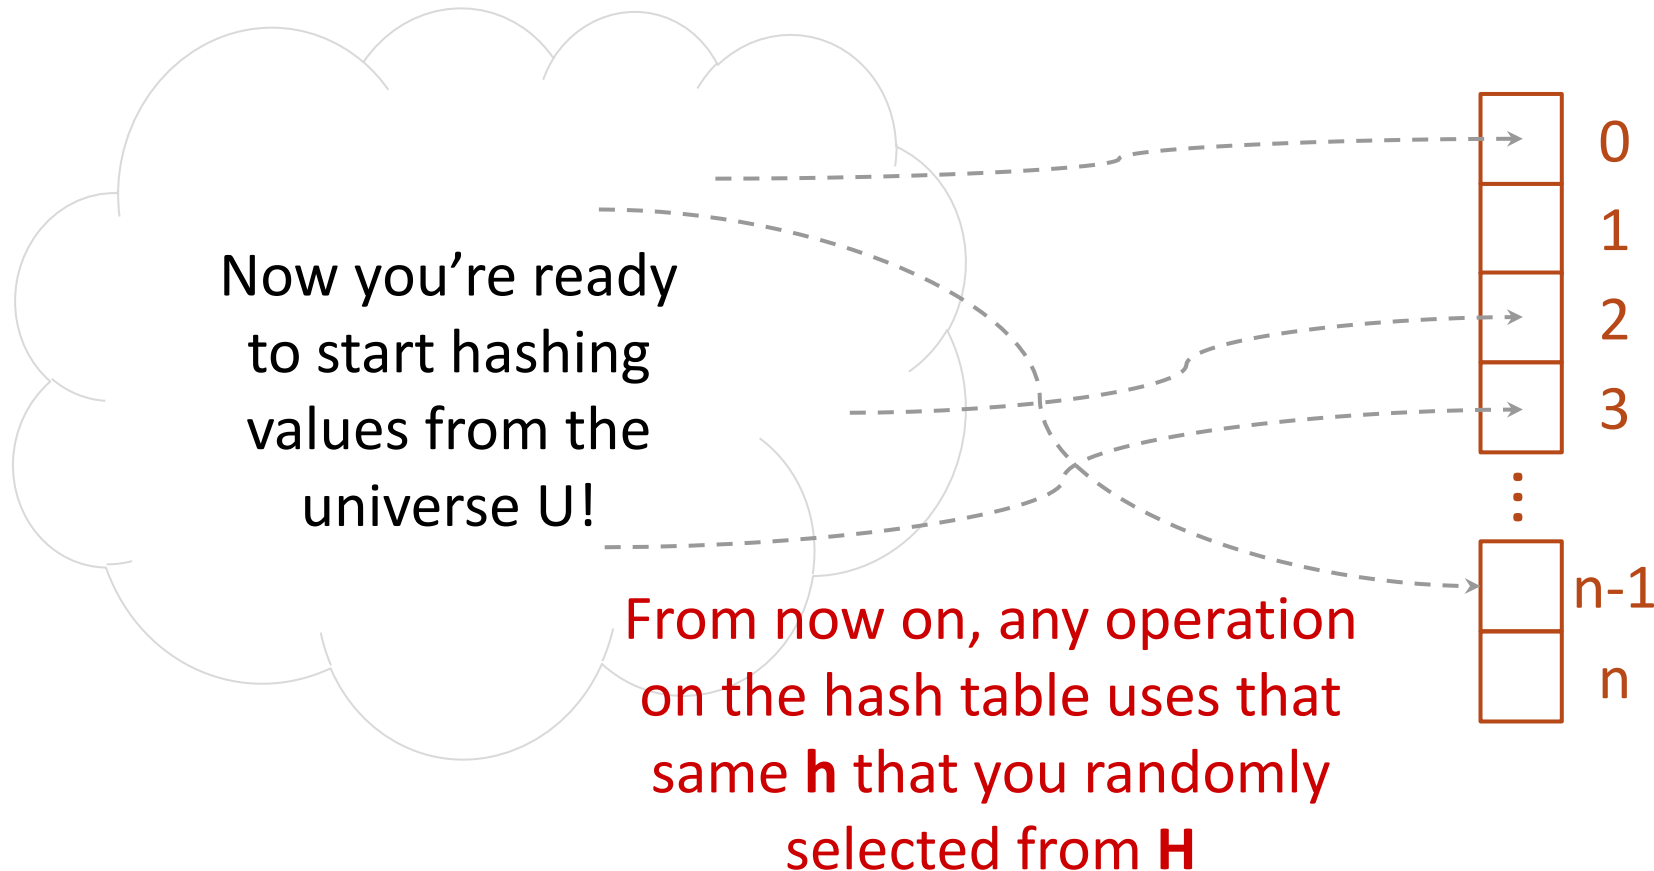 Now you’re ready
to start hashing
values from the
universe U!
From now on, any operation
on the hash table uses that
same h that you randomly
selected from H
0
1
2
3
⋮
n-1
n